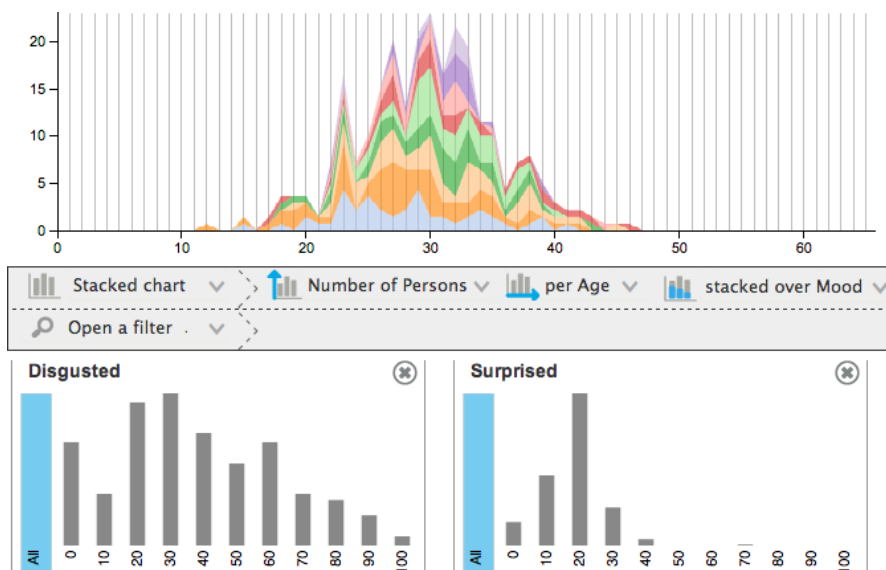 20
15
10
5
0
0 10 20 30 40 50 60
Stacked chart Number of Persons per Age stacked over Mood
Open a filter .
Disgusted Surprised
All 0 10 20 30 40 50 60 70 80 90 100 All 0 10 20 30 40 50 60 70 80 90 100